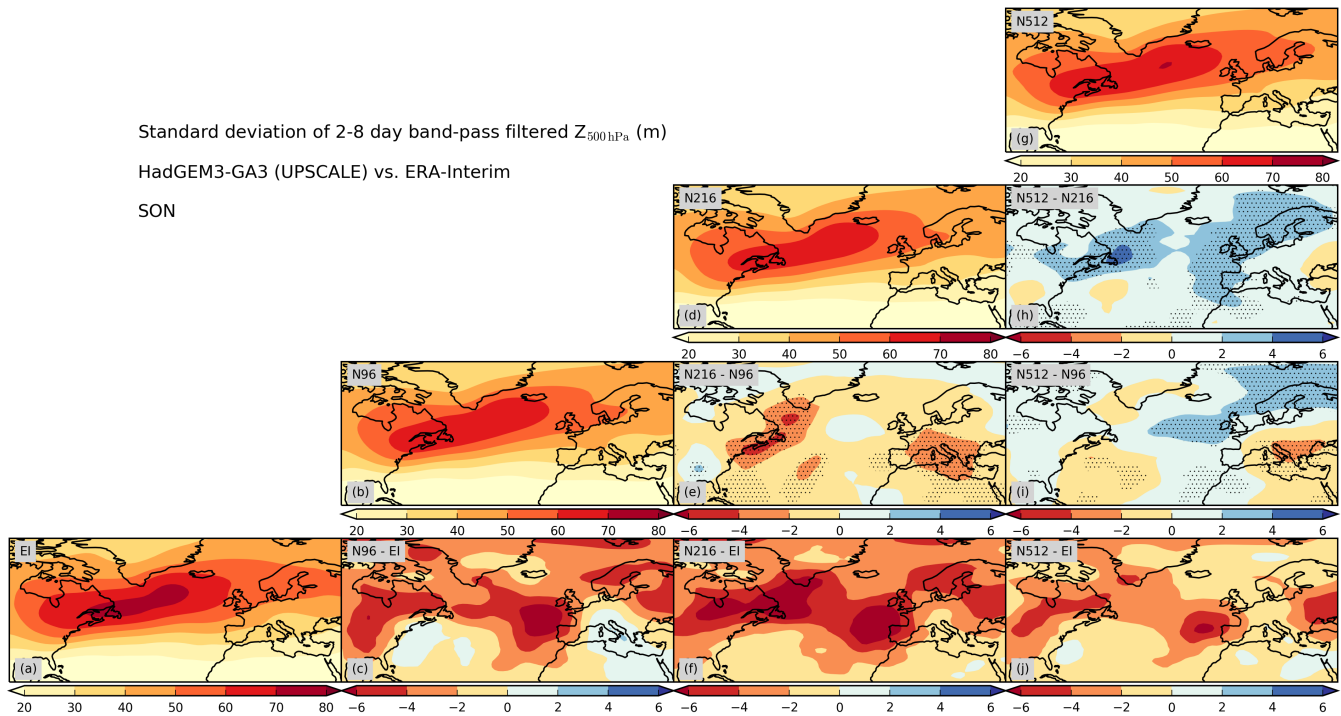 N512
(g)
20 30 40 50 60 70 80
Standard deviation of 2-8 day band-pass filtered Z500 hPa (m)
HadGEM3-GA3 (UPSCALE) vs. ERA-Interim
SON
N216
(d)
20 30 40 50 60 70 80
N512 - N216
(h)
−6 −4 −2 0 2 4 6
N96
(b)
20 30 40 50 60 70 80
N216 - N96
(e)
−6 −4 −2 0 2 4 6
N512 - N96
(i)
−6 −4 −2 0 2 4 6
EI
(a)
20 30 40 50 60 70 80
N96 - EI
(c)
−6 −4 −2 0 2 4 6
N216 - EI
(f)
−6 −4 −2 0 2 4 6
N512 - EI
(j)
−6 −4 −2 0 2 4 6